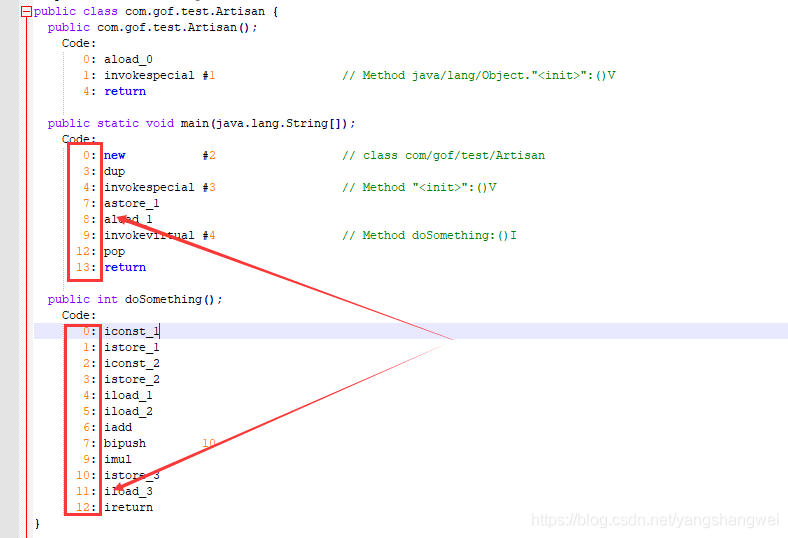 public class com.gof.test.Artisan {
public com.gof.test.Artisan();
Code:
0: aload_0
1: invokespecial #1 // Method java/lang/Object."<init>":()V
4: return
public static void main(java.lang.String[]);
Code:
0: new #2 // class com/gof/test/Artisan
3: dup
4: invokespecial #3 // Method "<init>":()V
7: astore_1
8: aload_1
9: invokevirtual #4 // Method doSomething:()I
12: pop
13: return
public int doSomething();
Code:
0: iconst_1
1: istore_1
2: iconst_2
3: istore_2
4: iload_1
5: iload_2
6: iadd
7: bipush 10
9: imul
10: istore_3
11: iload_3
12: ireturn
}
https://blog.csdn.net/yangshangwei